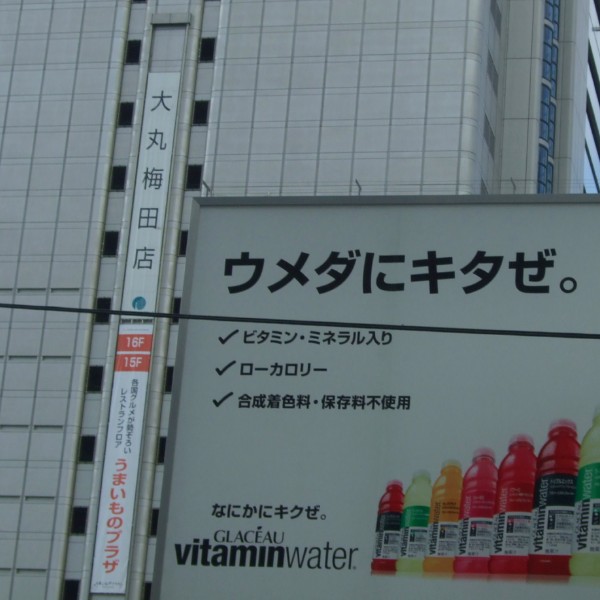 大丸梅田店
16F
15F
各国グルメが勢ぞろい
レストランフロア
うまいものプラザ
ウメダにキタぜ。
ビタミン・ミネラル入り
ローカロリー
合成着色料・保存料不使用
なにかにキクぜ。
GLACÉAU
vitaminwater